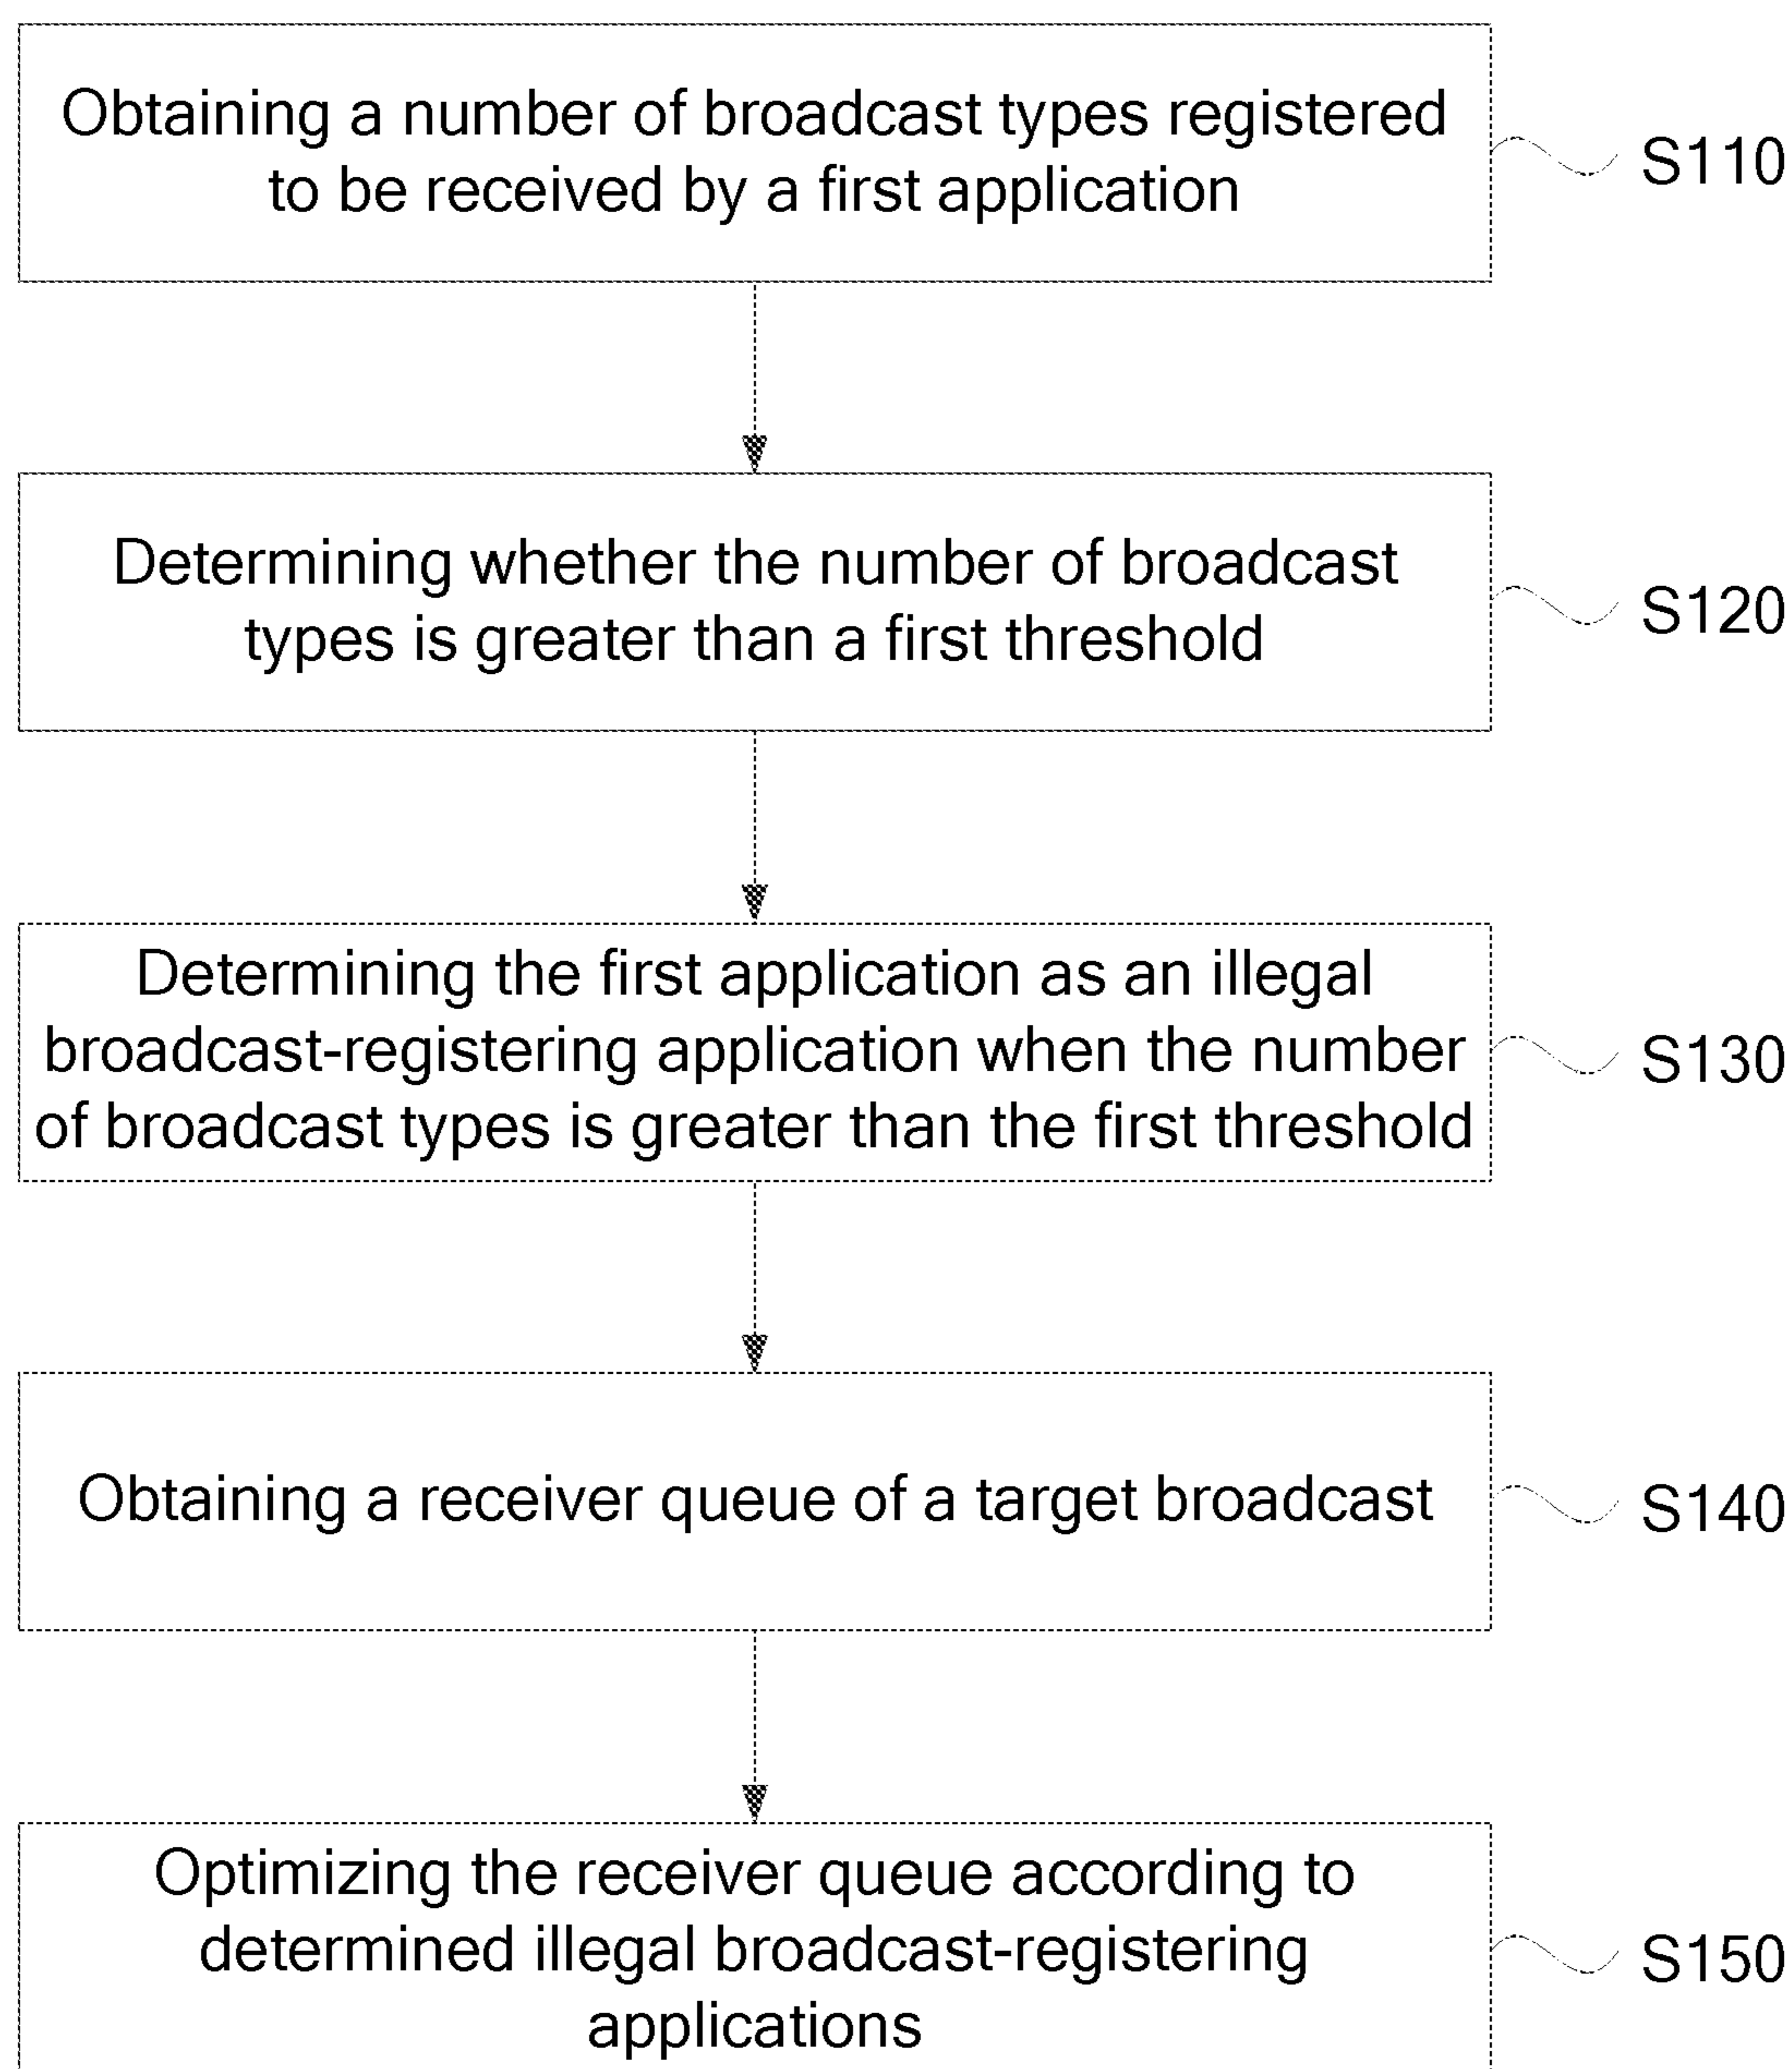 Obtaining a number of broadcast types registered
to be received by a first application
S110
Determining whether the number of broadcast
types is greater than a first threshold
S120
Determining the first application as an illegal
broadcast-registering application when the number
of broadcast types is greater than the first threshold
S130
Obtaining a receiver queue of a target broadcast
S140
Optimizing the receiver queue according to
determined illegal broadcast-registering
applications
S150